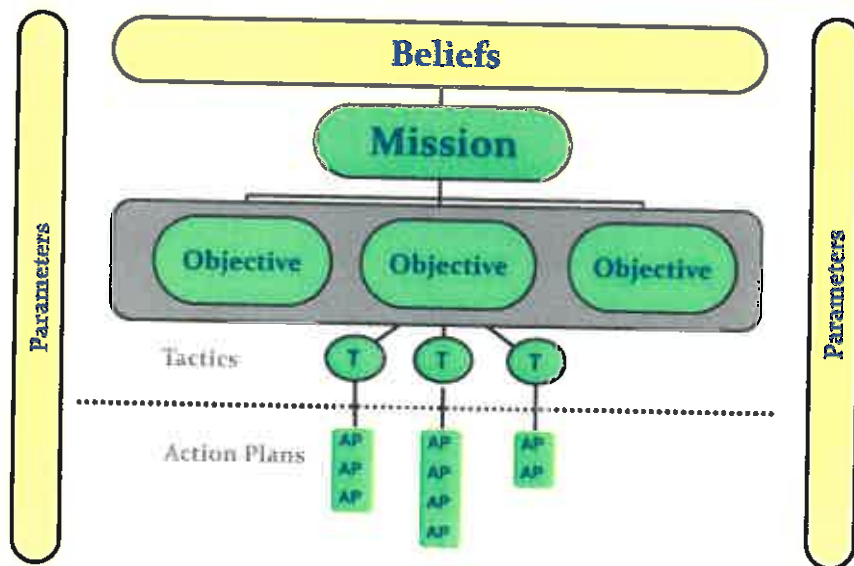 Beliefs
Mission
Parameters
Objective
Objective
Objective
Parameters
Tactics
T
T
T
Action Plans
AP
AP
AP
AP
AP
AP
AP
AP
AP